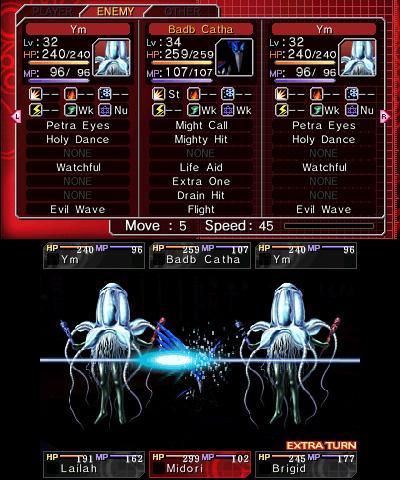 PLAYER ENEMY OTHER
Ym Badb Catha Ym
Lv : 32 Lv : 34 Lv : 32
HP:240/240 HP:259/259 HP:240/240
MP: 96/ 96 MP:107/107 MP: 96/ 96
-- -- -- St -- -- -- -- --
-- Wk -- -- Wk Nu -- Wk Nu
Petra Eyes Might Call Petra Eyes
Holy Dance Mighty Hit Holy Dance
NONE NONE NONE
Watchful Life Aid Watchful
NONE Extra One NONE
NONE Drain Hit NONE
Evil Wave Flight Evil Wave
L R
Move : 5 Speed: 45
HP 240 MP 96 HP 259 MP 107 HP 240 MP 96
Ym Badb Catha Ym
EXTRA TURN
HP 191 MP 162 HP 299 MP 102 HP 245 MP 177
Lailah Midori Brigid